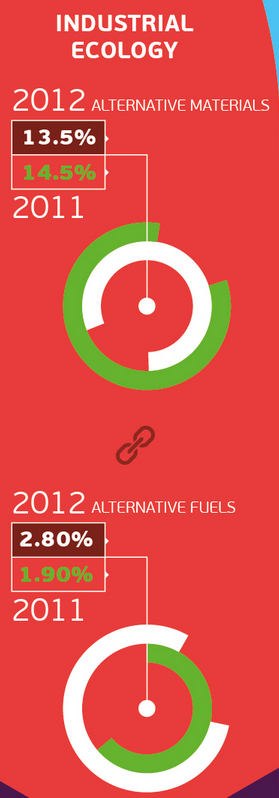 INDUSTRIAL
ECOLOGY
2012 ALTERNATIVE MATERIALS
13.5%
14.5%
2011
2012 ALTERNATIVE FUELS
2.80%
1.90%
2011